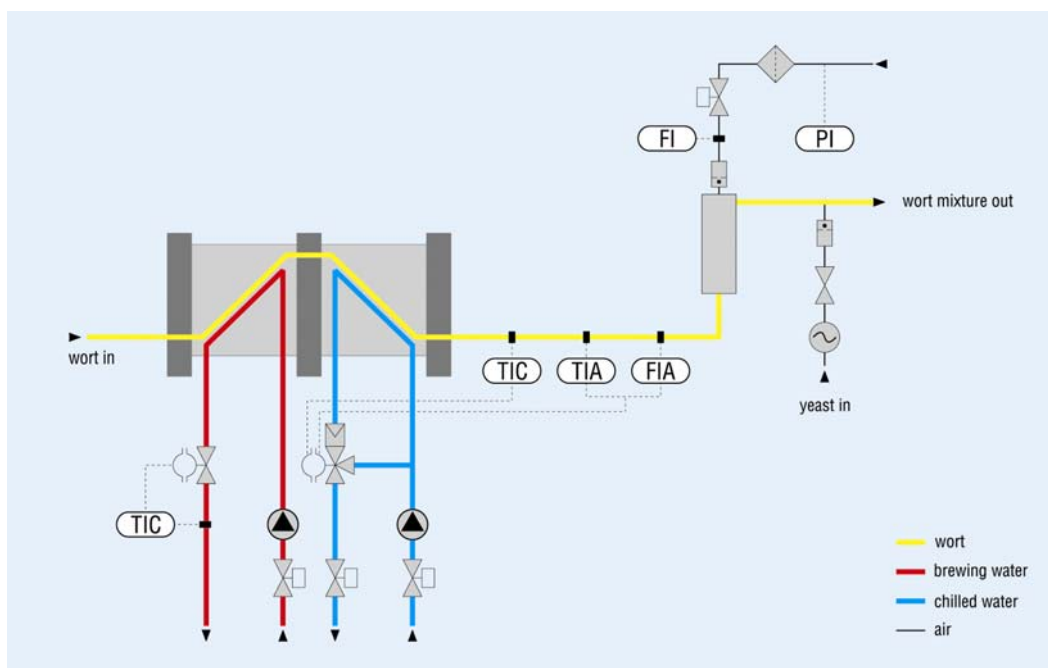 FI
PI
wort mixture out
wort in
TIC
TIA
FIA
yeast in
TIC
wort
brewing water
chilled water
air